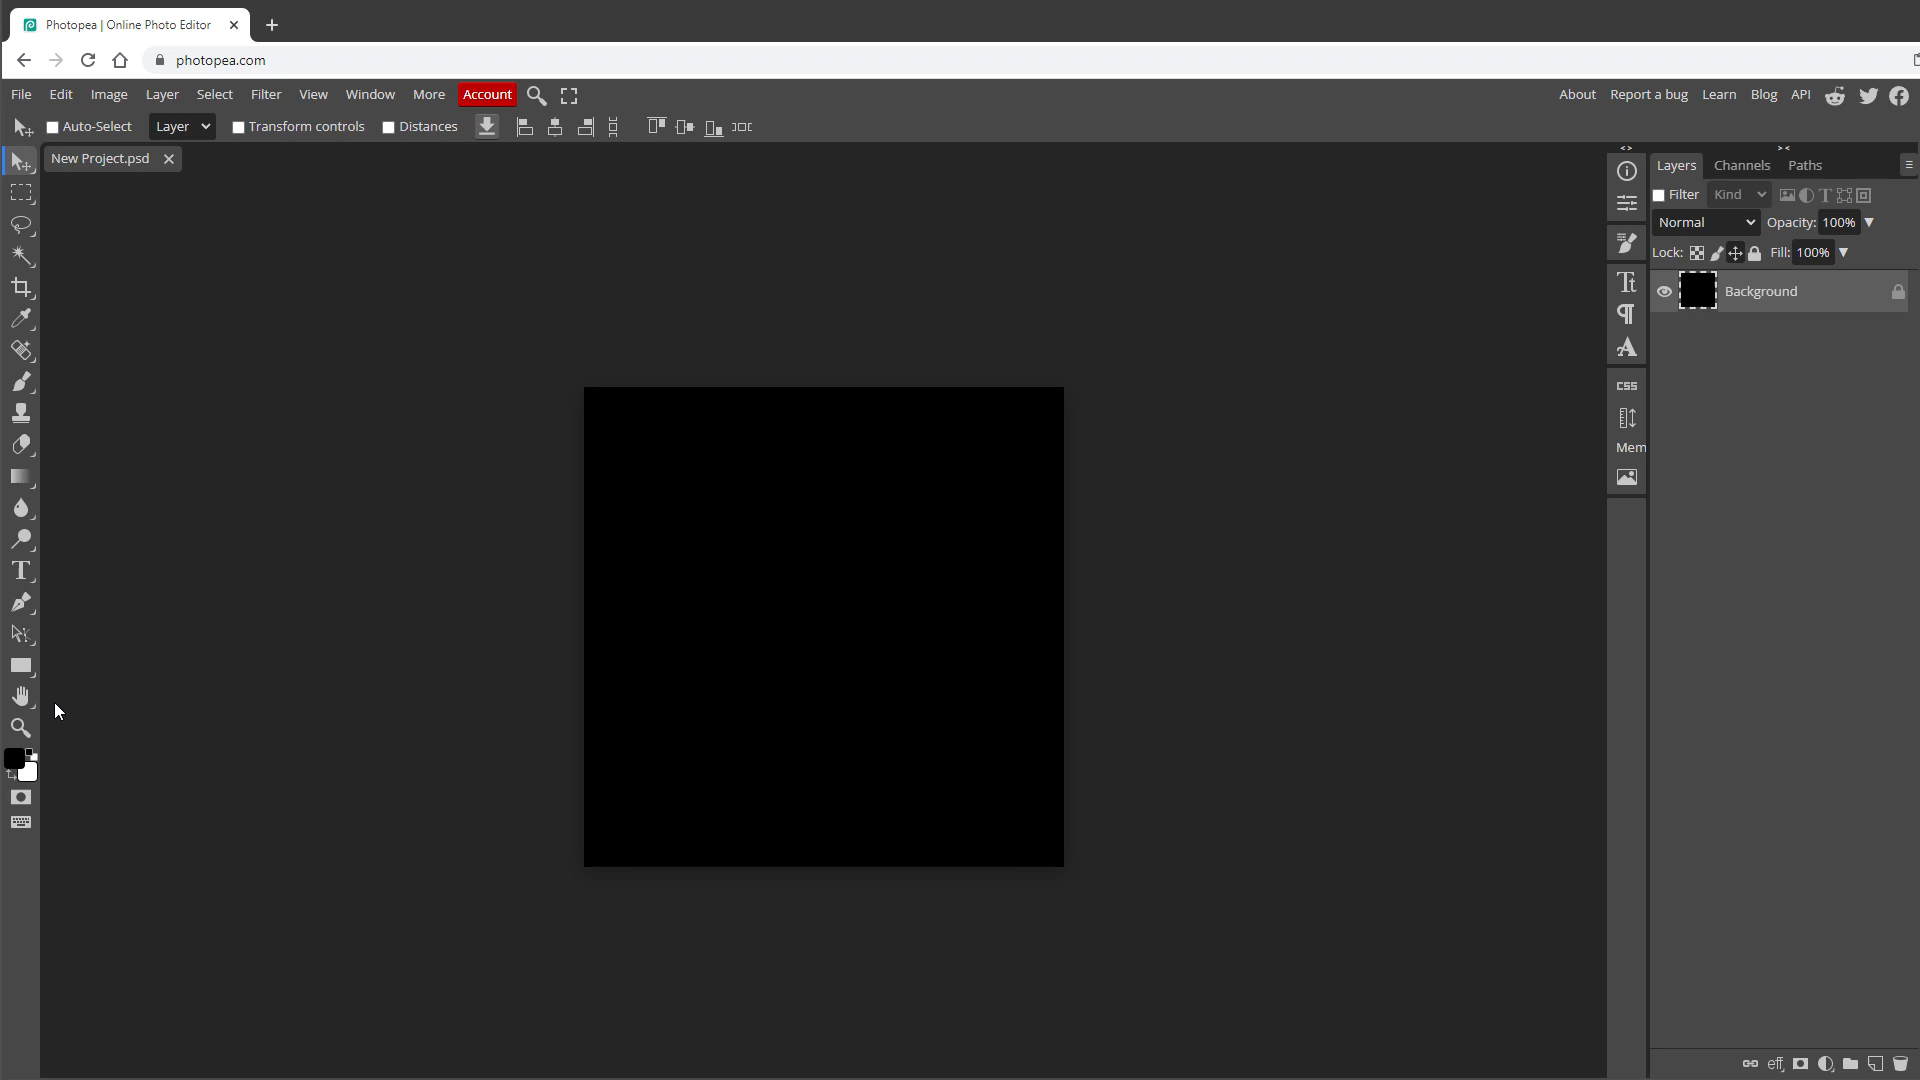 Photopea | Online Photo Editor
photopea.com
File Edit Image Layer Select Filter View Window More Account About Report a bug Learn Blog API
Auto-Select Layer Transform controls Distances
New Project.psd
Layers Channels Paths
Filter Kind
Normal Opacity: 100%
Lock: Fill: 100%
Background
CSS
Mem
eff